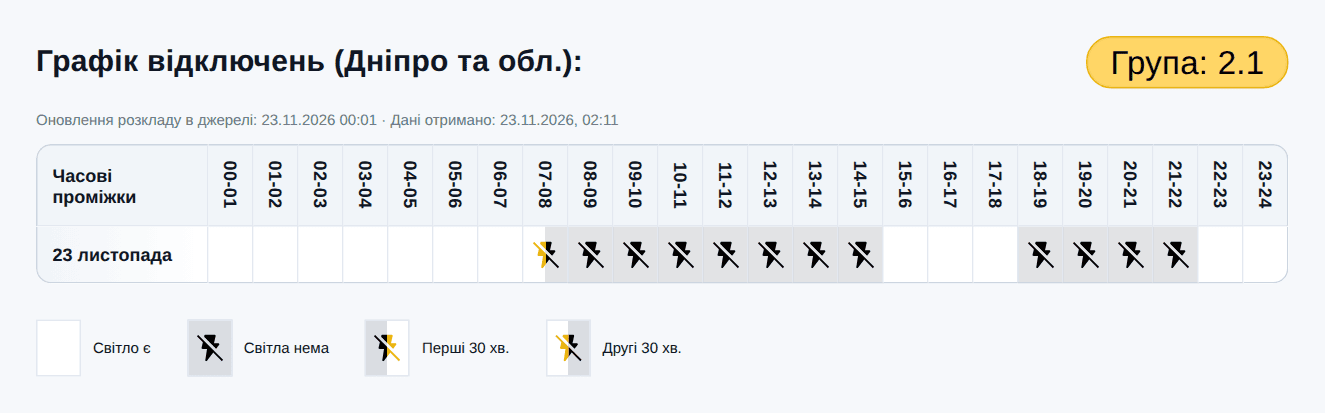 Графік відключень (Дніпро та обл.):
Група: 2.1
Оновлення розкладу в джерелі: 23.11.2026 00:01 · Дані отримано: 23.11.2026, 02:11
Часові
проміжки
00-01
01-02
02-03
03-04
04-05
05-06
06-07
07-08
08-09
09-10
10-11
11-12
12-13
13-14
14-15
15-16
16-17
17-18
18-19
19-20
20-21
21-22
22-23
23-24
23 листопада
Світло є
Світла нема
Перші 30 хв.
Другі 30 хв.